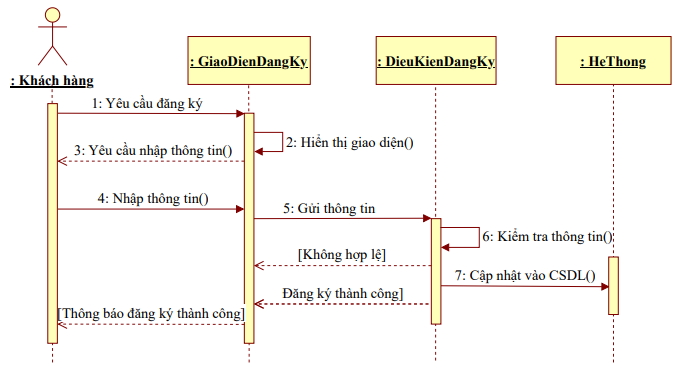 : Khách hàng
: GiaoDienDangKy
: DieuKienDangKy
: HeThong
1: Yêu cầu đăng ký
2: Hiển thị giao diện()
3: Yêu cầu nhập thông tin()
4: Nhập thông tin()
5: Gửi thông tin
6: Kiểm tra thông tin()
[Không hợp lệ]
7: Cập nhật vào CSDL()
Đăng ký thành công]
[Thông báo đăng ký thành công]